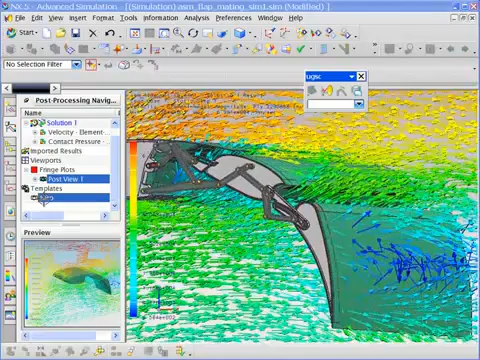 NX 5 - Advanced Simulation - [(Simulation) asm_flap_mating_sim1.sim (Modified) ]
File Edit View Insert Format Tools Information Analysis Preferences Window Help
Start
No Selection Filter
ugsc
Post-Processing Navig...
Name
Solution 1
Velocity - Element-
Contact Pressure -
Imported Results
Viewports
Fringe Plots
Post View 1
Templates
Preview